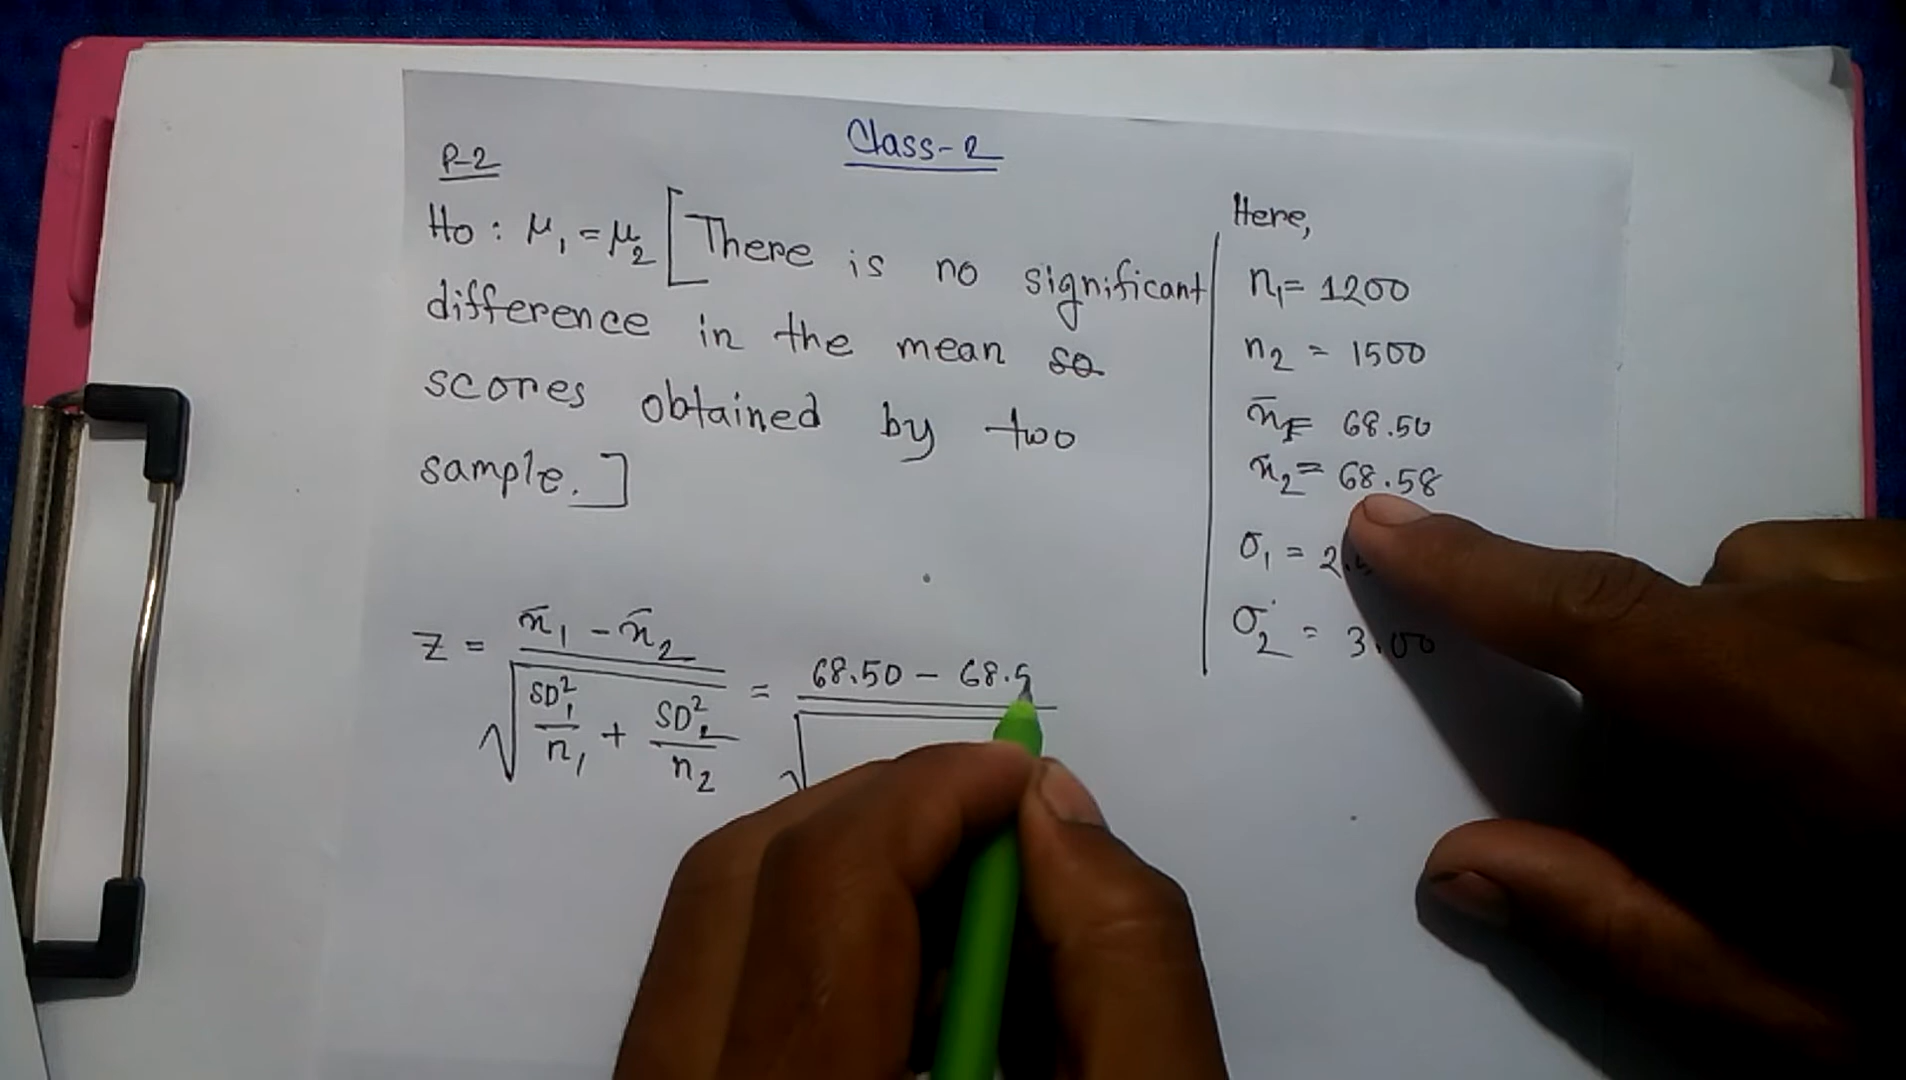 Class-2
P-2
Ho: μ₁ = μ₂ [There is no significant
difference in the mean so
scores obtained by two
sample.]
Here,
n₁ = 1200
n₂ = 1500
x̄₁ = 68.50
x̄₂ = 68.58
σ₁ = 2.
σ₂ = 3.00
z = x̄₁ - x̄₂ / √(SD₁²/n₁ + SD₂²/n₂) = 68.50 - 68.5 / √